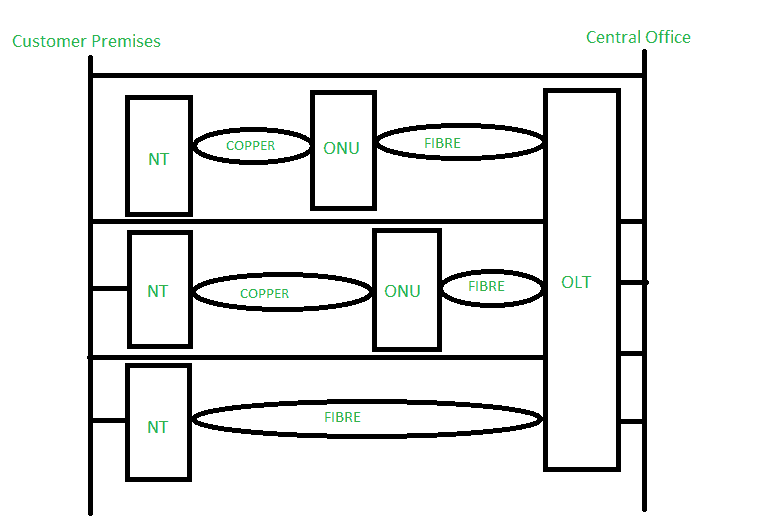 Customer Premises
Central Office
NT
COPPER
ONU
FIBRE
NT
COPPER
ONU
FIBRE
OLT
NT
FIBRE